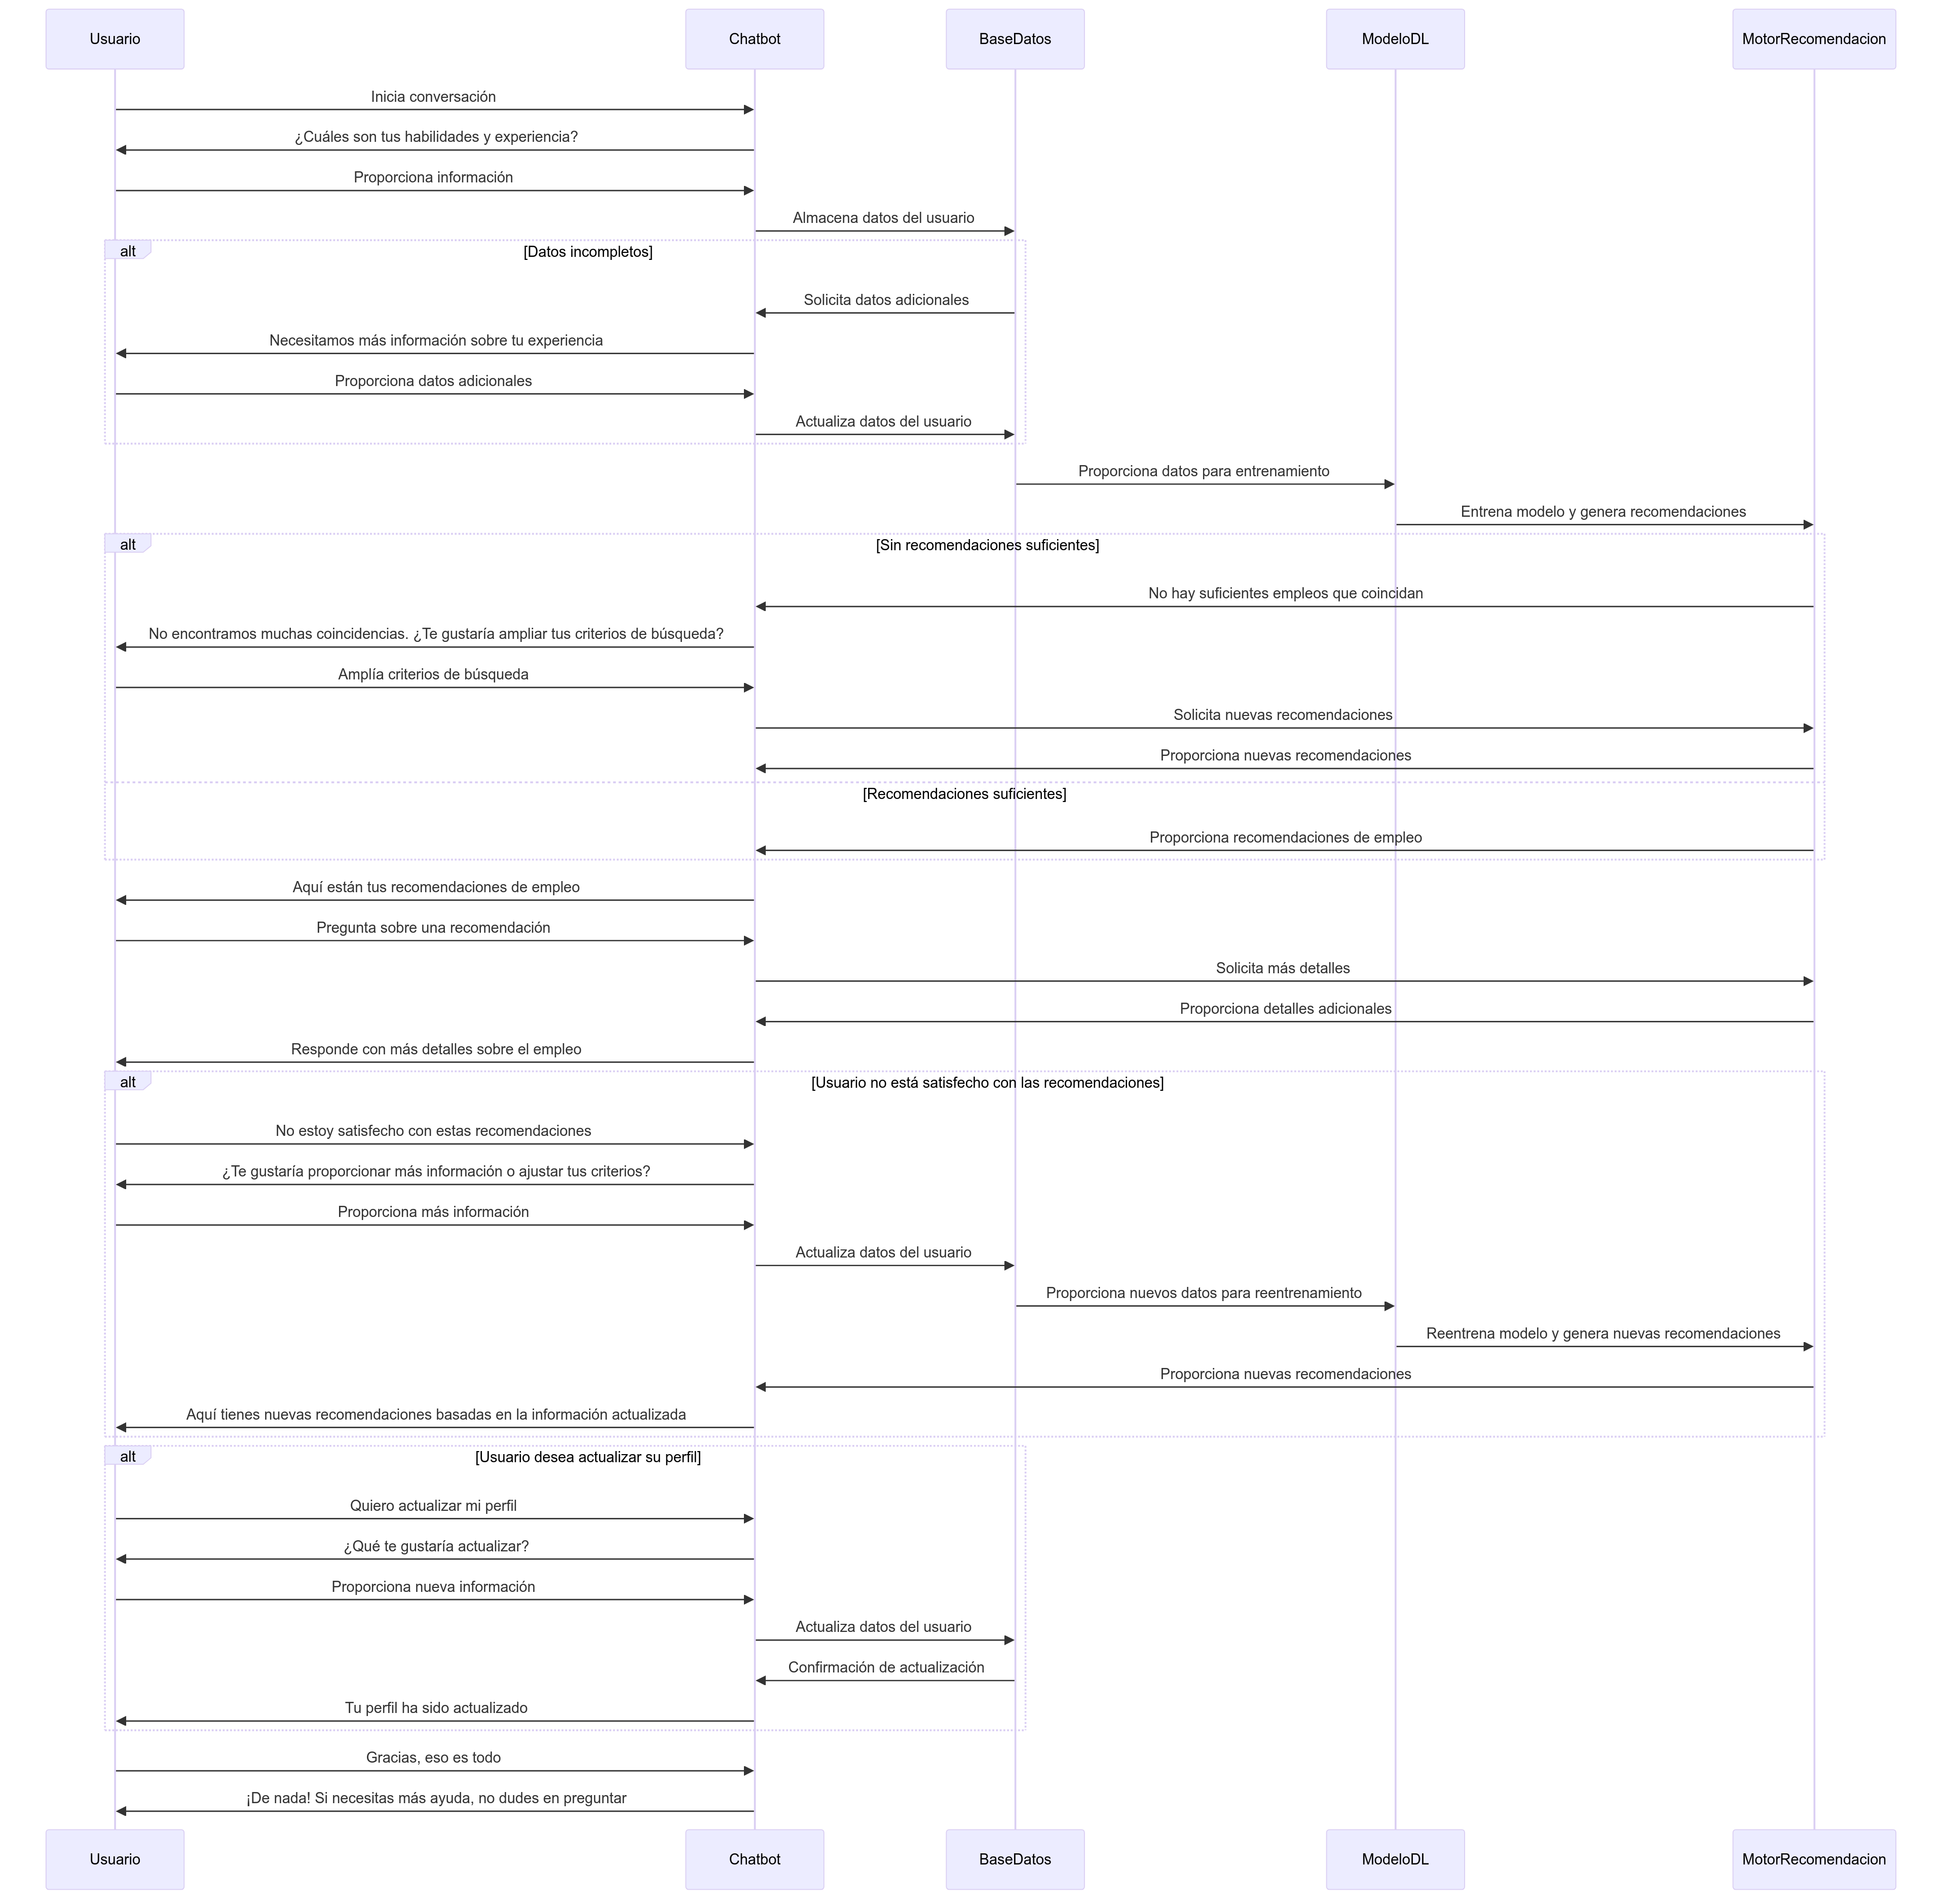 Usuario
Chatbot
BaseDatos
ModeloDL
MotorRecomendacion
Inicia conversación
¿Cuáles son tus habilidades y experiencia?
Proporciona información
Almacena datos del usuario
alt
[Datos incompletos]
Solicita datos adicionales
Necesitamos más información sobre tu experiencia
Proporciona datos adicionales
Actualiza datos del usuario
Proporciona datos para entrenamiento
Entrena modelo y genera recomendaciones
alt
[Sin recomendaciones suficientes]
No hay suficientes empleos que coincidan
No encontramos muchas coincidencias. ¿Te gustaría ampliar tus criterios de búsqueda?
Amplía criterios de búsqueda
Solicita nuevas recomendaciones
Proporciona nuevas recomendaciones
[Recomendaciones suficientes]
Proporciona recomendaciones de empleo
Aquí están tus recomendaciones de empleo
Pregunta sobre una recomendación
Solicita más detalles
Proporciona detalles adicionales
Responde con más detalles sobre el empleo
alt
[Usuario no está satisfecho con las recomendaciones]
No estoy satisfecho con estas recomendaciones
¿Te gustaría proporcionar más información o ajustar tus criterios?
Proporciona más información
Actualiza datos del usuario
Proporciona nuevos datos para reentrenamiento
Reentrena modelo y genera nuevas recomendaciones
Proporciona nuevas recomendaciones
Aquí tienes nuevas recomendaciones basadas en la información actualizada
alt
[Usuario desea actualizar su perfil]
Quiero actualizar mi perfil
¿Qué te gustaría actualizar?
Proporciona nueva información
Actualiza datos del usuario
Confirmación de actualización
Tu perfil ha sido actualizado
Gracias, eso es todo
¡De nada! Si necesitas más ayuda, no dudes en preguntar
Usuario
Chatbot
BaseDatos
ModeloDL
MotorRecomendacion